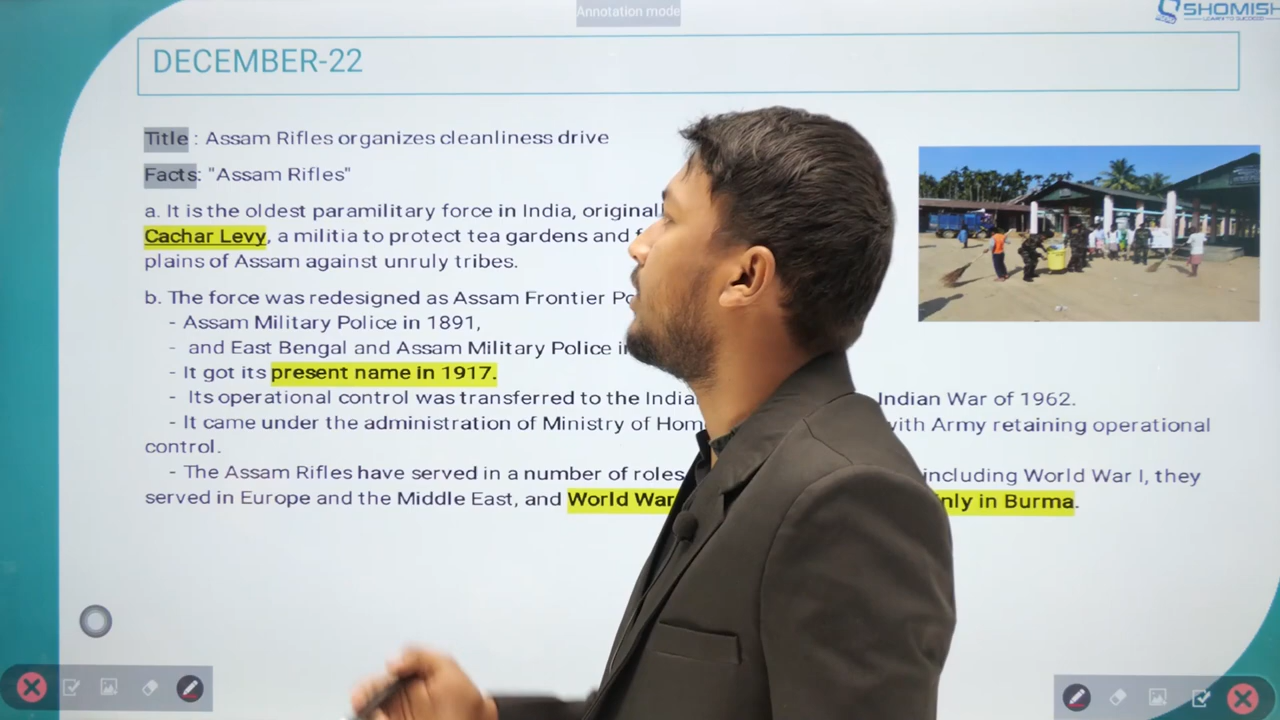 Annotation mode
SHOMISH
LEARN TO SUCCESS
DECEMBER-22
Title : Assam Rifles organizes cleanliness drive
Facts: "Assam Rifles"
a. It is the oldest paramilitary force in India,
Cachar Levy, a militia to protect tea gardens and
plains of Assam against unruly tribes.
b. The force was redesigned as Assam Frontier
- Assam Military Police in 1891,
- and East Bengal and Assam Military Police
- It got its present name in 1917.
- Its operational control was transferred to the Indian War of 1962.
- It came under the administration of Ministry of with Army retaining operational
control.
- The Assam Rifles have served in a number of roles including World War I, they
served in Europe and the Middle East, and World War in Burma.